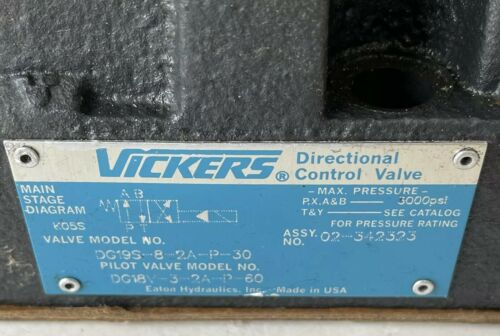 VICKERS® Directional Control Valve
MAIN STAGE DIAGRAM
A B
P T
K05S
- MAX. PRESSURE -
P,X,A&B — 3000psi
T&Y — SEE CATALOG
FOR PRESSURE RATING
VALVE MODEL NO.
DG19S-8-2A-P-30
ASSY. NO. 02-342323
PILOT VALVE MODEL NO.
DG18V-3-2A-P-60
Eaton Hydraulics, Inc. Made in USA